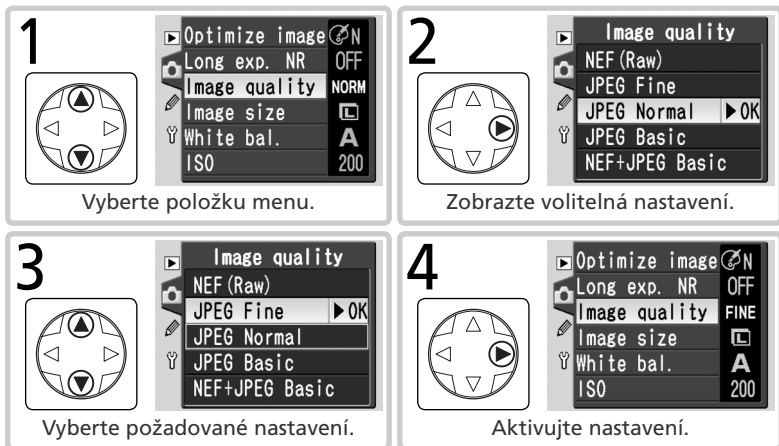 1
Optimize image N
Long exp. NR OFF
Image quality NORM
Image size L
White bal. A
ISO 200
Vyberte položku menu.
2
Image quality
NEF(Raw)
JPEG Fine
JPEG Normal ▶OK
JPEG Basic
NEF+JPEG Basic
Zobrazte volitelná nastavení.
3
Image quality
NEF(Raw)
JPEG Fine ▶OK
JPEG Normal
JPEG Basic
NEF+JPEG Basic
Vyberte požadované nastavení.
4
Optimize image N
Long exp. NR OFF
Image quality FINE
Image size L
White bal. A
ISO 200
Aktivujte nastavení.